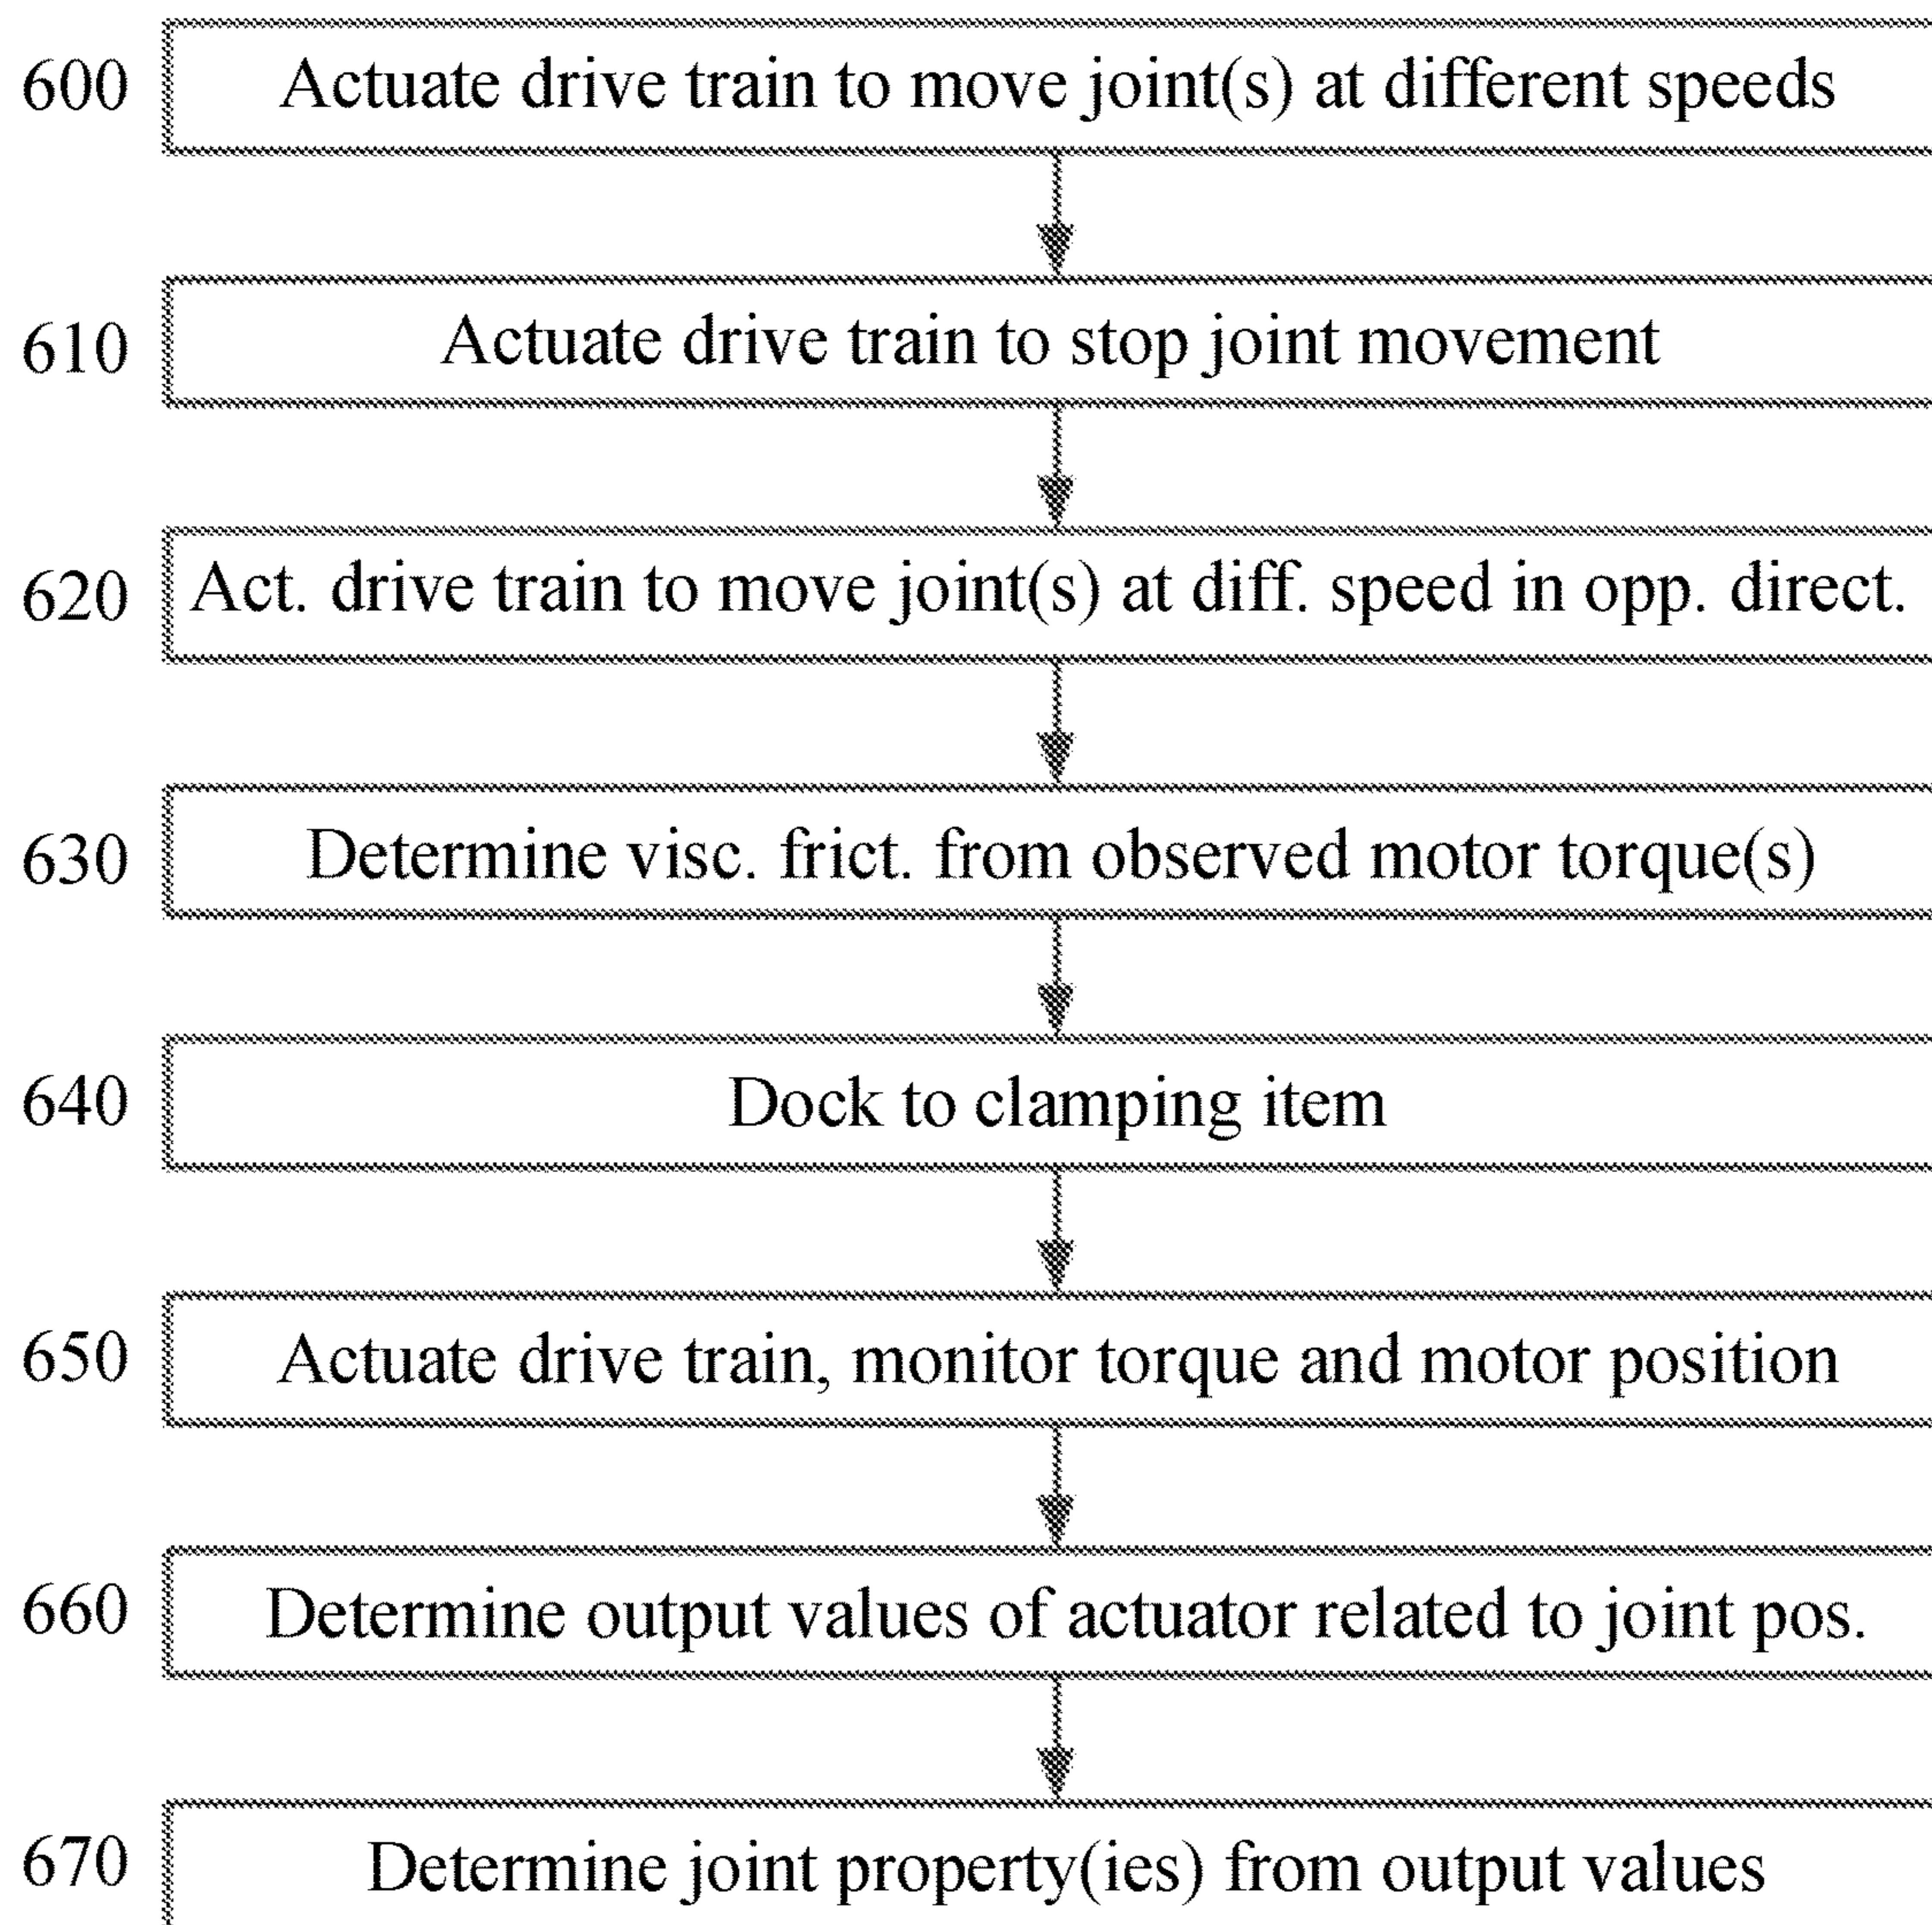 600 Actuate drive train to move joint(s) at different speeds
610 Actuate drive train to stop joint movement
620 Act. drive train to move joint(s) at diff. speed in opp. direct.
630 Determine visc. frict. from observed motor torque(s)
640 Dock to clamping item
650 Actuate drive train, monitor torque and motor position
660 Determine output values of actuator related to joint pos.
670 Determine joint property(ies) from output values